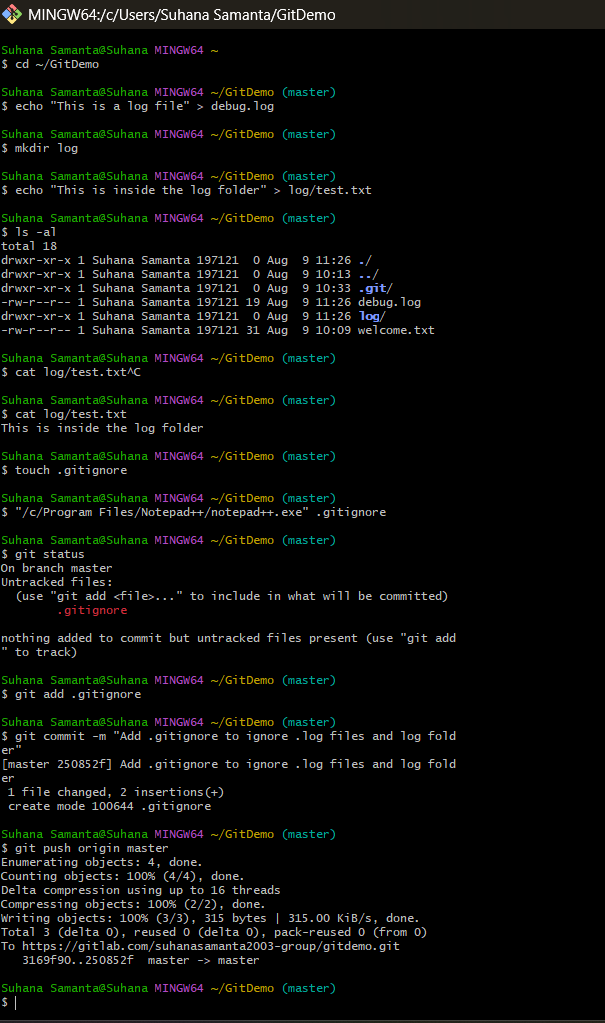 MINGW64:/c/Users/Suhana Samanta/GitDemo
Suhana Samanta@Suhana MINGW64 ~
$ cd ~/GitDemo
Suhana Samanta@Suhana MINGW64 ~/GitDemo (master)
$ echo "This is a log file" > debug.log
Suhana Samanta@Suhana MINGW64 ~/GitDemo (master)
$ mkdir log
Suhana Samanta@Suhana MINGW64 ~/GitDemo (master)
$ echo "This is inside the log folder" > log/test.txt
Suhana Samanta@Suhana MINGW64 ~/GitDemo (master)
$ ls -al
total 18
drwxr-xr-x 1 Suhana Samanta 197121  0 Aug  9 11:26 ./
drwxr-xr-x 1 Suhana Samanta 197121  0 Aug  9 10:13 ../
drwxr-xr-x 1 Suhana Samanta 197121  0 Aug  9 10:33 .git/
-rw-r--r-- 1 Suhana Samanta 197121 19 Aug  9 11:26 debug.log
drwxr-xr-x 1 Suhana Samanta 197121  0 Aug  9 11:26 log/
-rw-r--r-- 1 Suhana Samanta 197121 31 Aug  9 10:09 welcome.txt
Suhana Samanta@Suhana MINGW64 ~/GitDemo (master)
$ cat log/test.txt^C
Suhana Samanta@Suhana MINGW64 ~/GitDemo (master)
$ cat log/test.txt
This is inside the log folder
Suhana Samanta@Suhana MINGW64 ~/GitDemo (master)
$ touch .gitignore
Suhana Samanta@Suhana MINGW64 ~/GitDemo (master)
$ "/c/Program Files/Notepad++/notepad++.exe" .gitignore
Suhana Samanta@Suhana MINGW64 ~/GitDemo (master)
$ git status
On branch master
Untracked files:
  (use "git add <file>..." to include in what will be committed)
        .gitignore
nothing added to commit but untracked files present (use "git add
" to track)
Suhana Samanta@Suhana MINGW64 ~/GitDemo (master)
$ git add .gitignore
Suhana Samanta@Suhana MINGW64 ~/GitDemo (master)
$ git commit -m "Add .gitignore to ignore .log files and log fold
er"
[master 250852f] Add .gitignore to ignore .log files and log fold
er
 1 file changed, 2 insertions(+)
 create mode 100644 .gitignore
Suhana Samanta@Suhana MINGW64 ~/GitDemo (master)
$ git push origin master
Enumerating objects: 4, done.
Counting objects: 100% (4/4), done.
Delta compression using up to 16 threads
Compressing objects: 100% (2/2), done.
Writing objects: 100% (3/3), 315 bytes | 315.00 KiB/s, done.
Total 3 (delta 0), reused 0 (delta 0), pack-reused 0 (from 0)
To https://gitlab.com/suhanasamanta2003-group/gitdemo.git
   3169f90..250852f  master -> master
Suhana Samanta@Suhana MINGW64 ~/GitDemo (master)
$